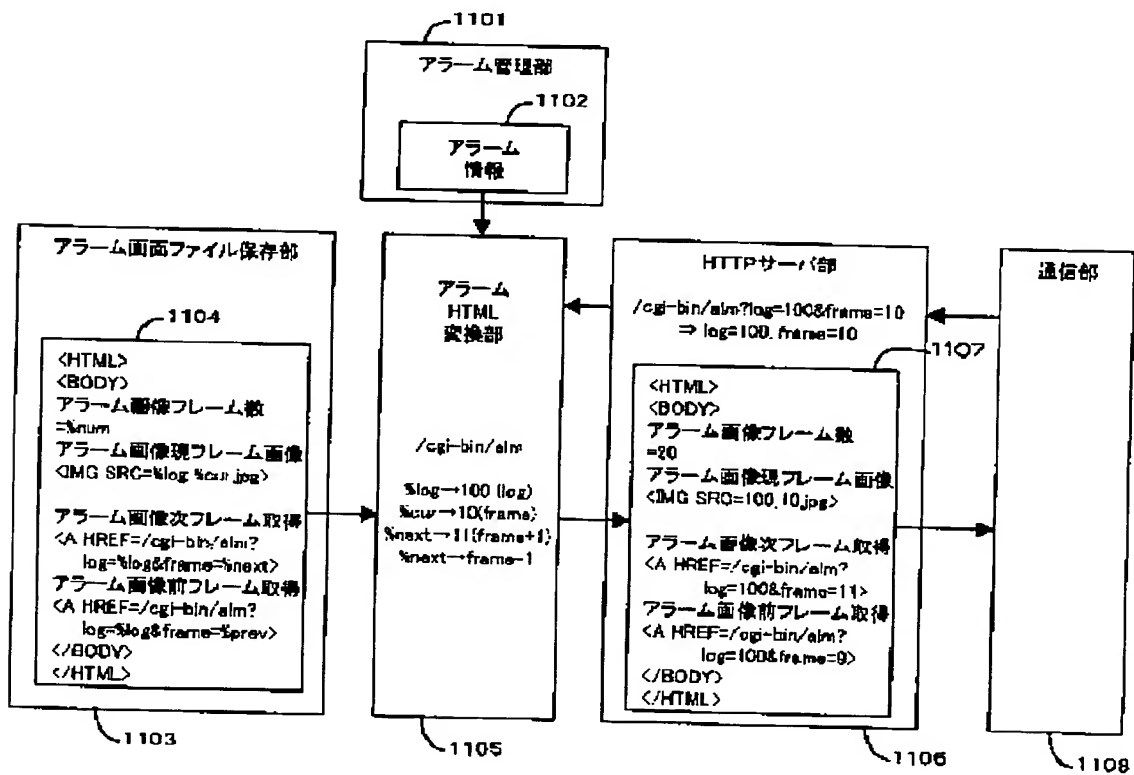 1101
アラーム管理部
1102
アラーム
情報
アラーム画面ファイル保存部
1104
<HTML>
<BODY>
アラーム画像フレーム数
=%num
アラーム画像現フレーム画像
<IMG SRC=%log.%cur.jpg>
アラーム画像次フレーム取得
<A HREF=/cgi-bin/alm?
log=%log&frame=%next>
アラーム画像前フレーム取得
<A HREF=/cgi-bin/alm?
log=%log&frame=%prev>
</BODY>
</HTML>
1103
アラーム
HTML
変換部
/cgi-bin/alm
%log→100 (log)
%cur→10(frame)
%next→11(frame+1)
%next→frame-1
1105
HTTPサーバ部
/cgi-bin/alm?log=100&frame=10
⇒ log=100, frame=10
1107
<HTML>
<BODY>
アラーム画像フレーム数
=20
アラーム画像現フレーム画像
<IMG SRC=100.10.jpg>
アラーム画像次フレーム取得
<A HREF=/cgi-bin/alm?
log=100&frame=11>
アラーム画像前フレーム取得
<A HREF=/cgi-bin/alm?
log=100&frame=9>
</BODY>
</HTML>
1106
通信部
1108